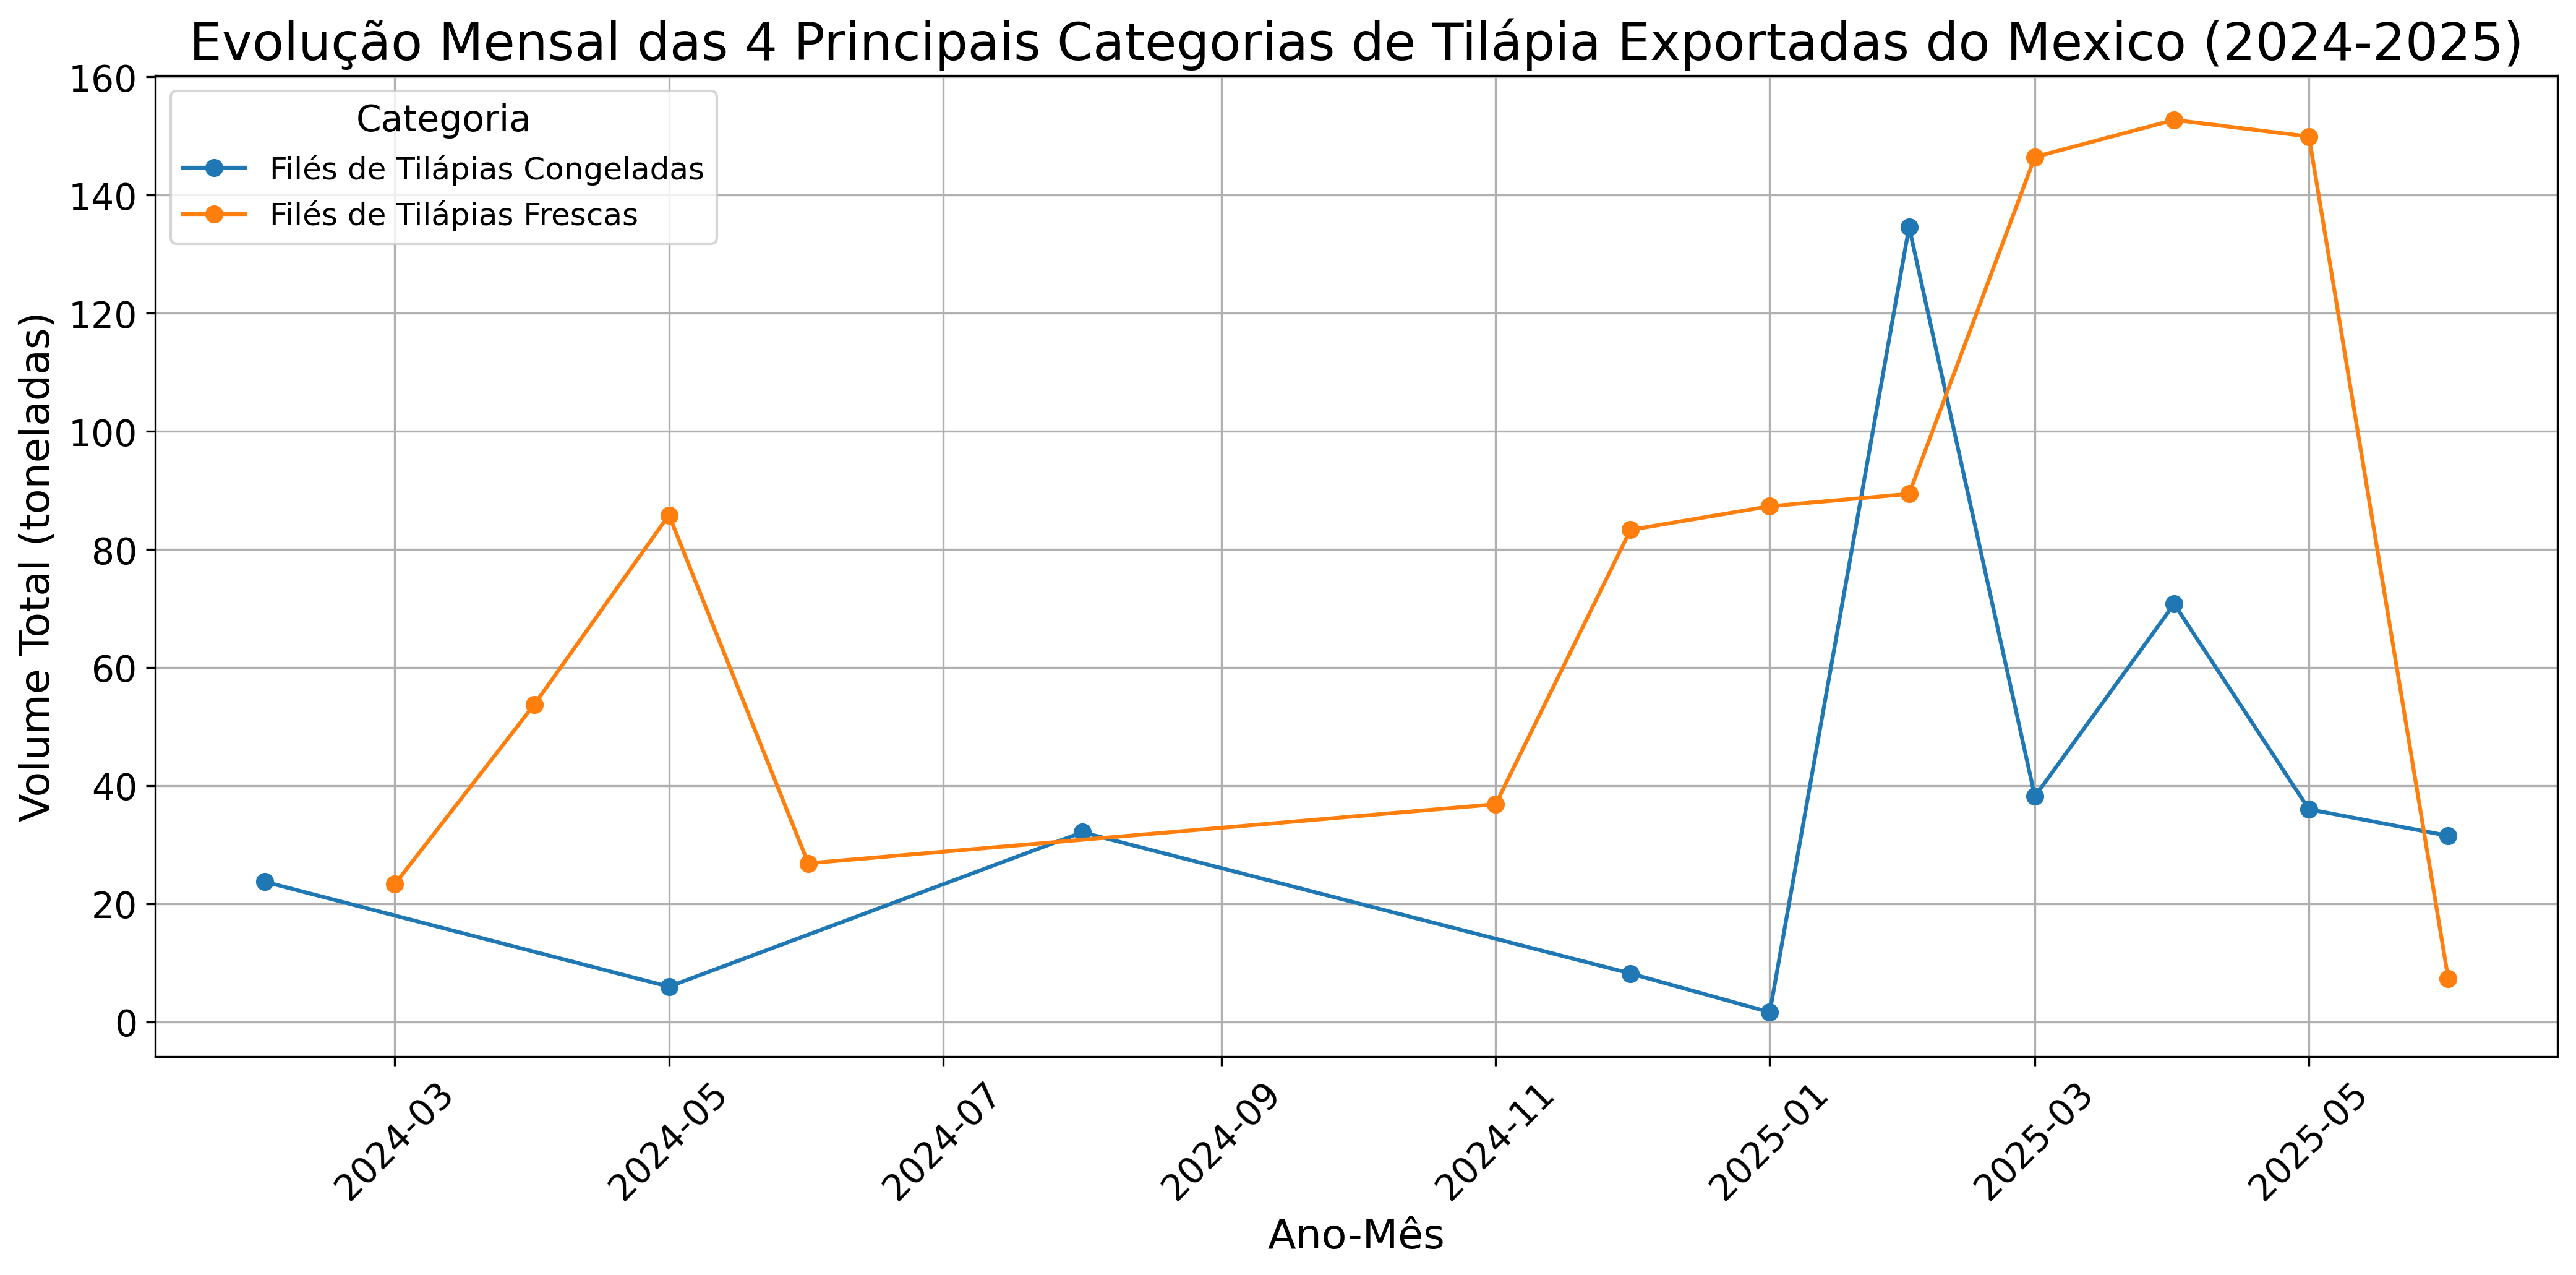 Evolução Mensal das 4 Principais Categorias de Tilápia Exportadas do Mexico (2024-2025)
Categoria
Filés de Tilápias Congeladas
Filés de Tilápias Frescas
Volume Total (toneladas)
160
140
120
100
80
60
40
20
0
2024-03
2024-05
2024-07
2024-09
2024-11
2025-01
2025-03
2025-05
Ano-Mês